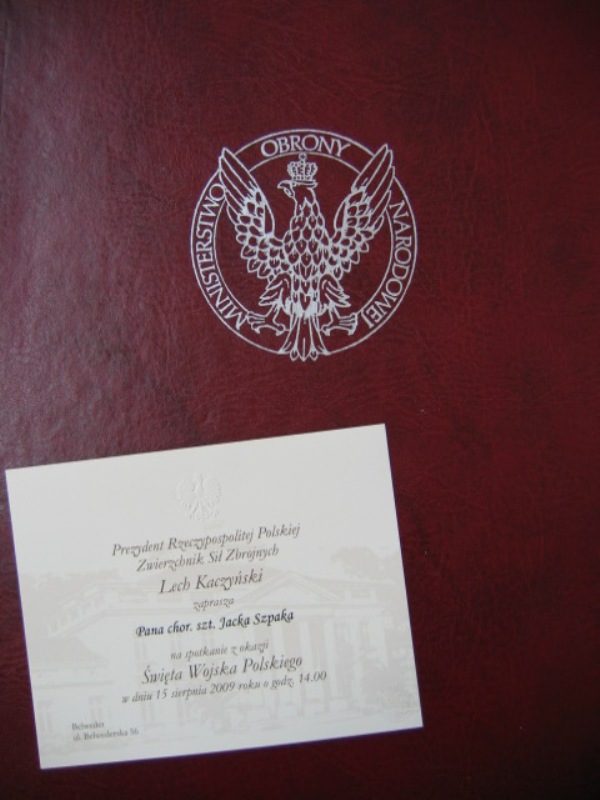 MINISTERSTWO OBRONY NARODOWEJ
Prezydent Rzeczypospolitej Polskiej
Zwierzchnik Sił Zbrojnych
Lech Kaczyński
zaprasza
Pana chor. szt. Jacka Szpaka
na spotkanie z okazji
Święta Wojska Polskiego
w dniu 15 sierpnia 2009 roku o godz. 14.00
Belweder
ul. Belwederska 56